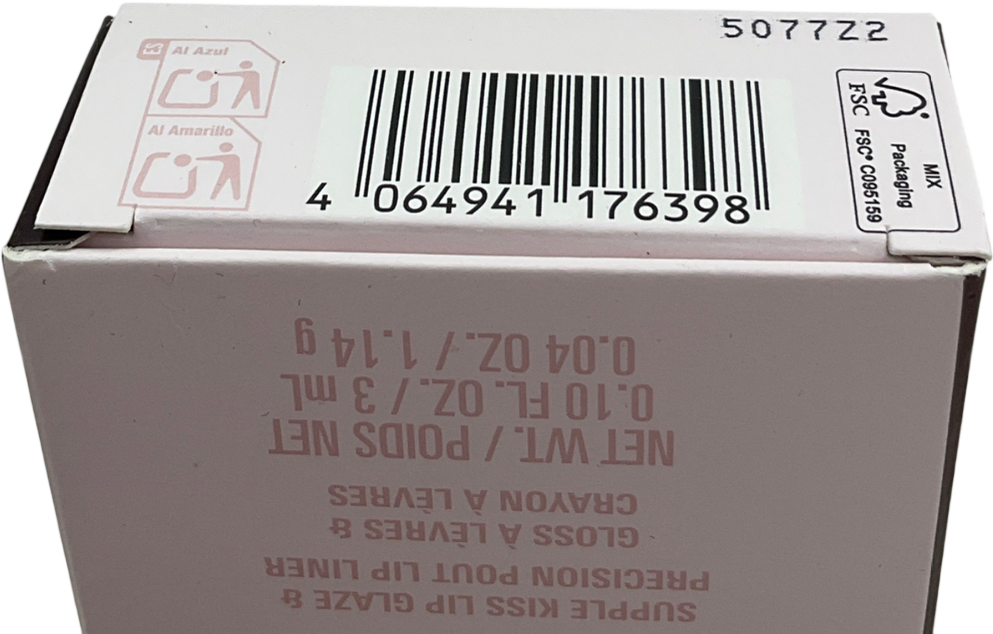 5077Z2
ES Al Azul
Al Amarillo
4 064941 176398
FSC
MIX
Packaging
FSC® C095159
SUPPLE KISS LIP GLAZE &
PRECISION POUT LIP LINER
GLOSS À LÈVRES &
CRAYON À LÈVRES
NET WT. / POIDS NET
0.10 FL. OZ. / 3 mL
0.04 OZ. / 1.14 g